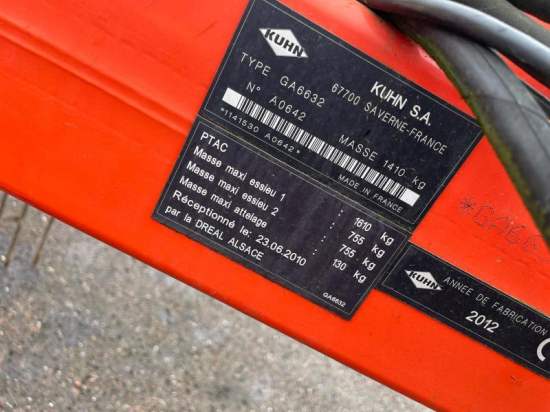 KUHN
KUHN S.A.
67700 SAVERNE-FRANCE
TYPE GA6632
N° A0642
MASSE 1410 kg
*1141530 A0642*
MADE IN FRANCE
PTAC : 1610 kg
Masse maxi essieu 1 : 755 kg
Masse maxi essieu 2 : 755 kg
Masse maxi attelage : 130 kg
Réceptionné le: 23.06.2010
par la DREAL ALSACE
GA6632
*GA66
KUHN
ANNEE DE FABRICATION
2012